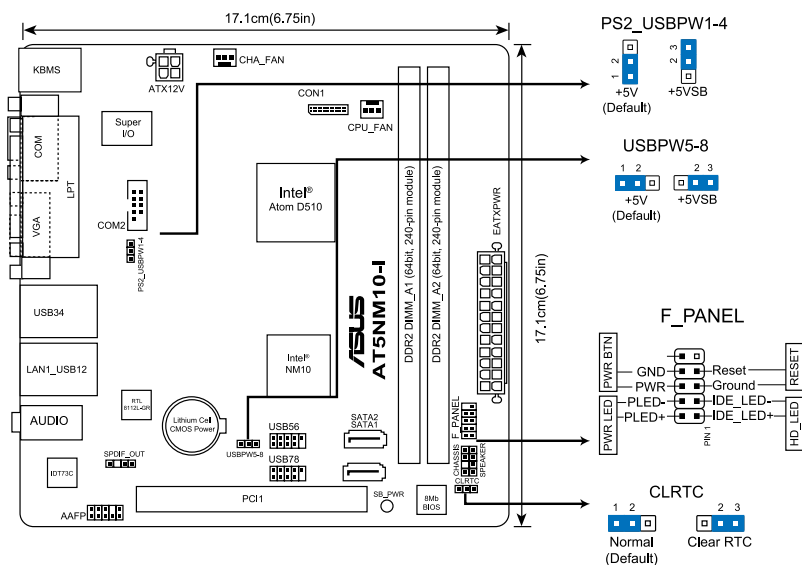 17.1cm(6.75in)
KBMS
ATX12V
CHA_FAN
CON1
CPU_FAN
Super
I/O
COM
LPT
VGA
COM2
PS2_USBPW1-4
Intel®
Atom D510
DDR2 DIMM_A1 (64bit, 240-pin module)
DDR2 DIMM_A2 (64bit, 240-pin module)
EATXPWR
17.1cm(6.75in)
USB34
LAN1_USB12
AUDIO
RTL
8112L-GR
Lithium Cell
CMOS Power
Intel®
NM10
ASUS
AT5NM10-I
USBPW5-8
USB56
USB78
SATA2
SATA1
F_PANEL
CHASSIS
SPEAKER
CLRTC
IDT73C
SPDIF_OUT
PCI1
SB_PWR
8Mb
BIOS
AAFP
PS2_USBPW1-4
1 2
+5V
(Default)
2 3
+5VSB
USBPW5-8
1 2
+5V
(Default)
2 3
+5VSB
F_PANEL
PWR BTN
GND
PWR
Reset
Ground
RESET
PWR LED
PLED-
PLED+
IDE_LED-
IDE_LED+
HD_LED
PIN 1
CLRTC
1 2
Normal
(Default)
2 3
Clear RTC